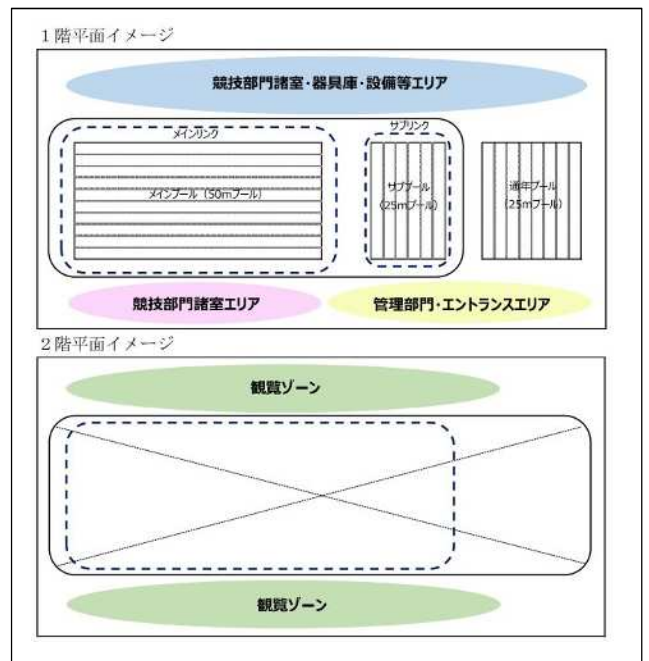 1階平面イメージ
競技部門諸室・器具庫・設備等エリア
メインリンク
サブリンク
メインプール（50mプール）
サブプール
（25mプール）
通年プール
（25mプール）
競技部門諸室エリア
管理部門・エントランスエリア
2階平面イメージ
観覧ゾーン
観覧ゾーン